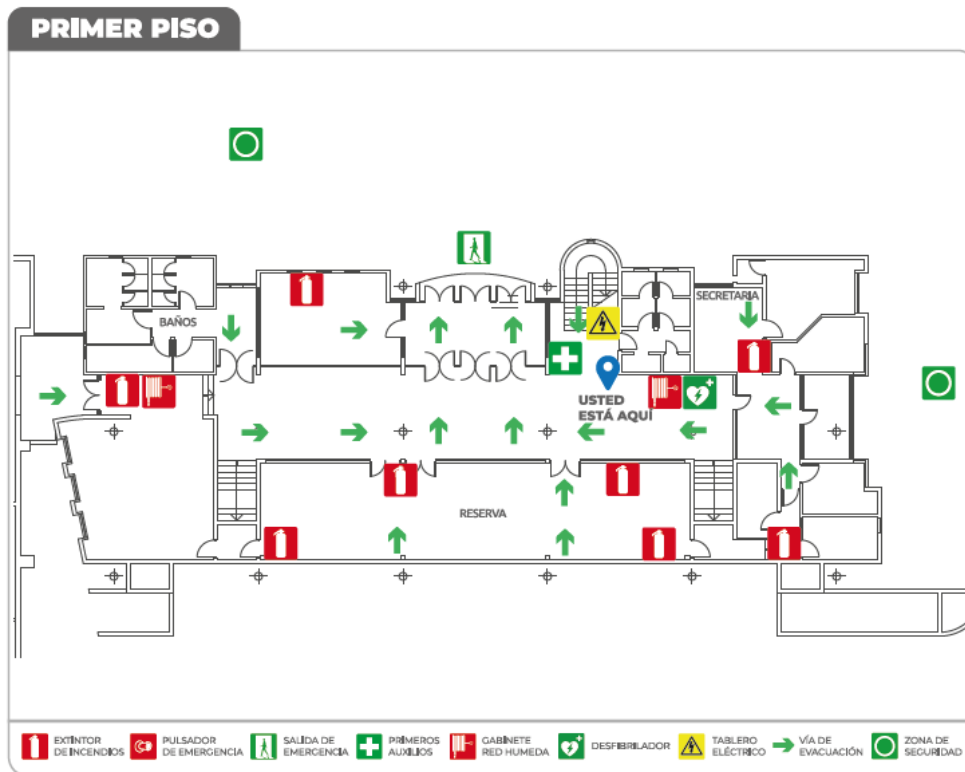 PRIMER PISO
BAÑOS
SECRETARIA
USTED
ESTÁ AQUÍ
RESERVA
EXTINTOR
DE INCENDIOS
PULSADOR
DE EMERGENCIA
SALIDA DE
EMERGENCIA
PRIMEROS
AUXILIOS
GABINETE
RED HUMEDA
DESFIBRILADOR
TABLERO
ELÉCTRICO
VÍA DE
EVACUACIÓN
ZONA DE
SEGURIDAD